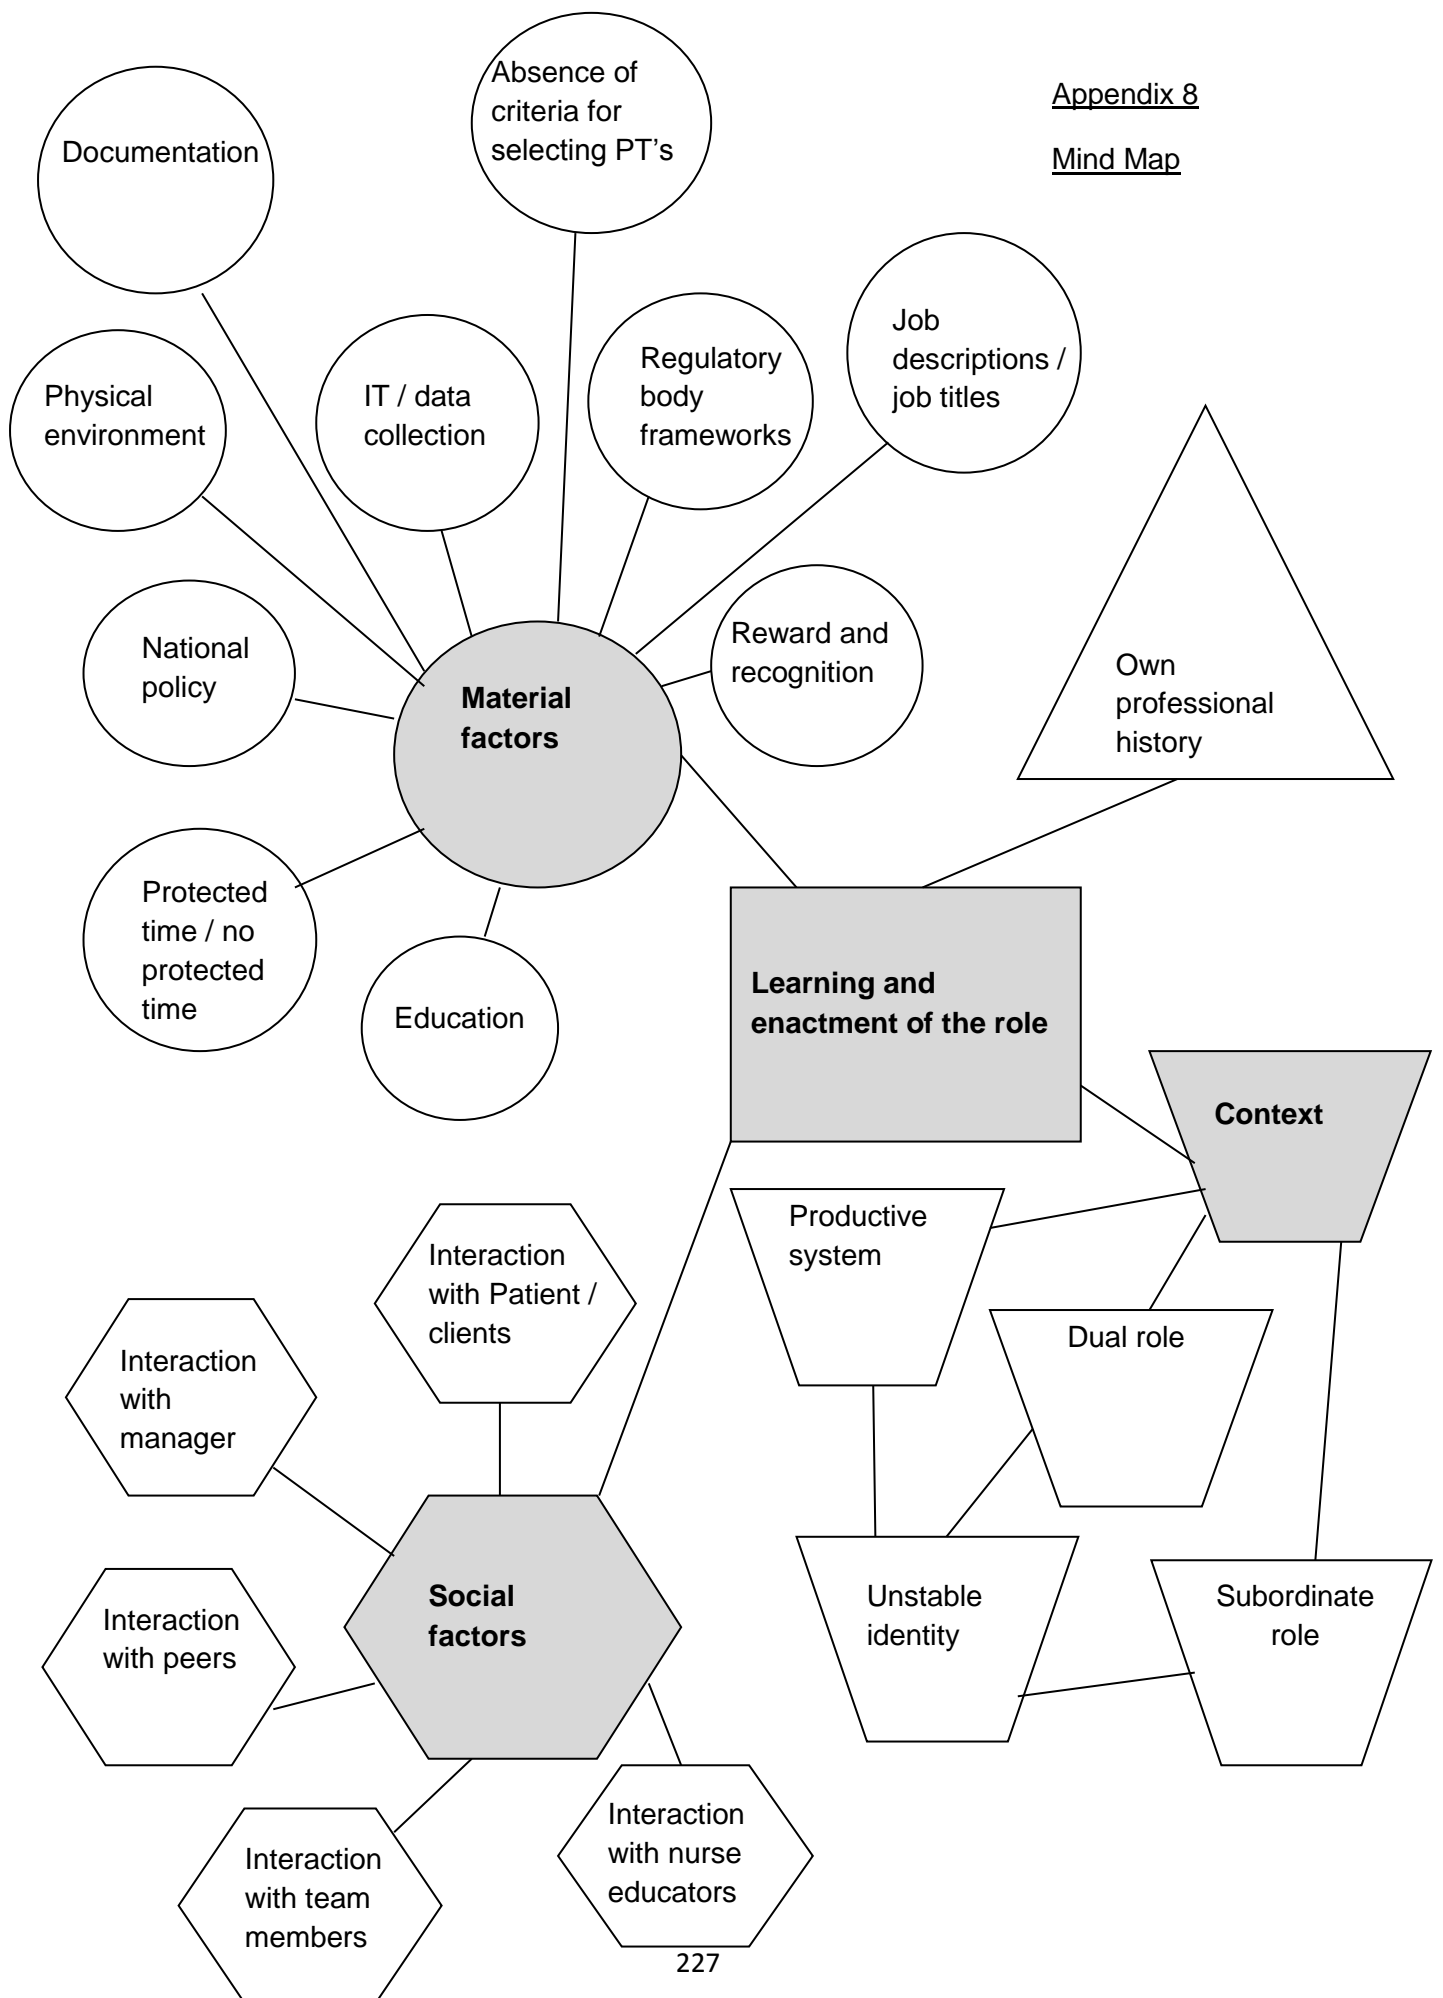 Appendix 8
Mind Map
Absence of
criteria for
selecting PT's
Documentation
Job
descriptions /
job titles
Regulatory
body
frameworks
IT / data
collection
Physical
environment
National
policy
Reward and
recognition
Material
factors
Own
professional
history
Protected
time / no
protected
time
Education
Learning and
enactment of the role
Context
Productive
system
Dual role
Interaction
with Patient /
clients
Interaction
with
manager
Social
factors
Interaction
with peers
Unstable
identity
Subordinate
role
Interaction
with team
members
Interaction
with nurse
educators
227